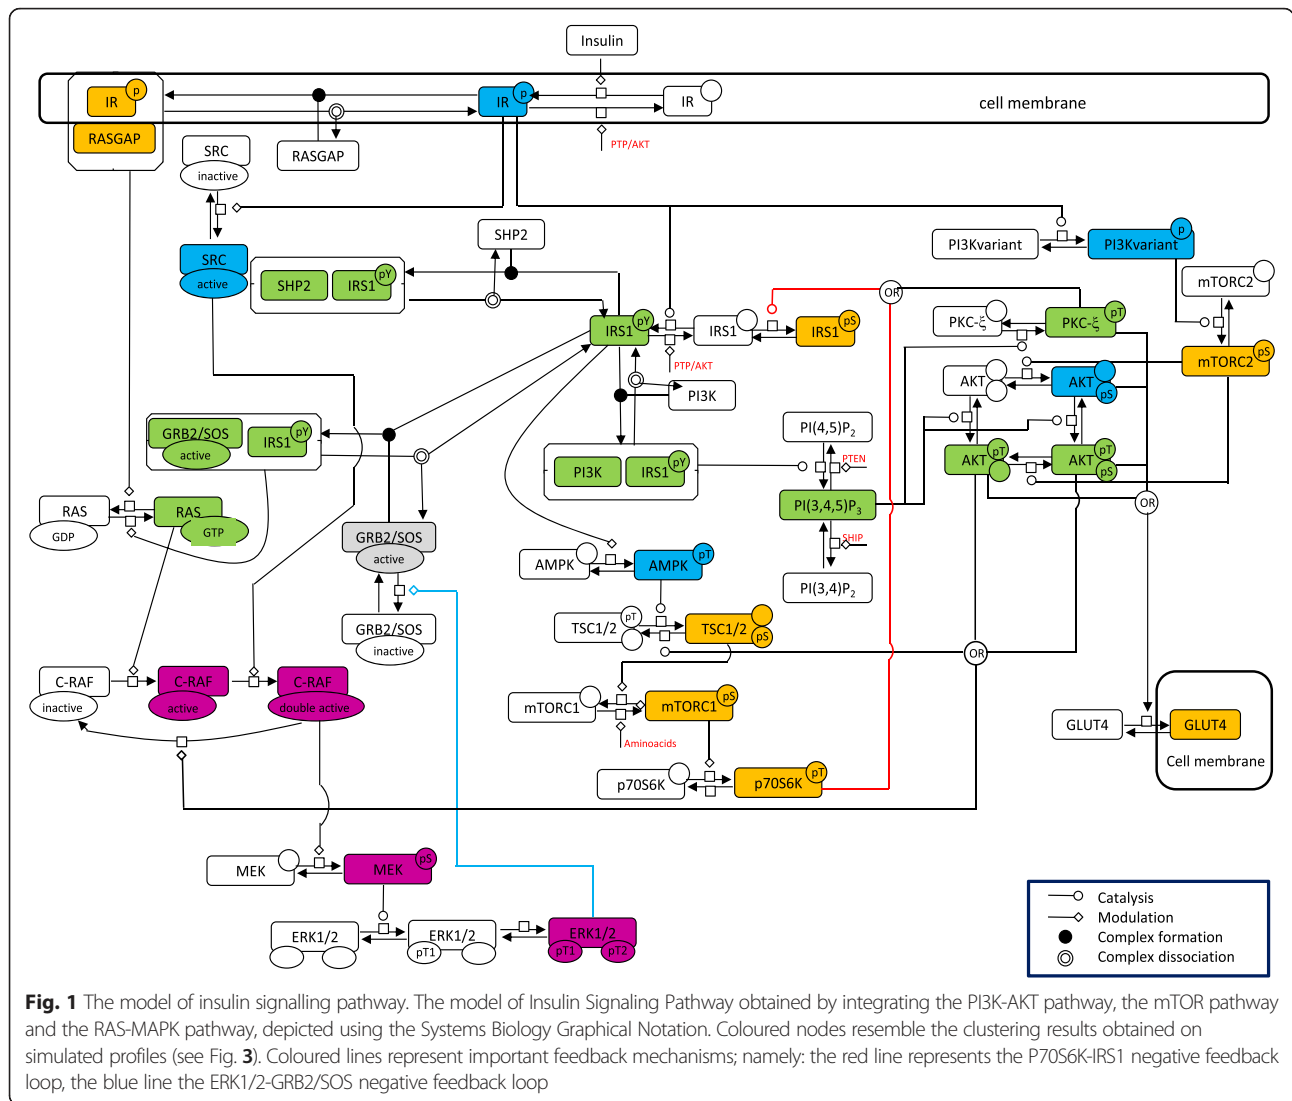 Insulin
IR p
IR p
IR
cell membrane
RASGAP
SRC
inactive
RASGAP
PTP/AKT
SHP2
PI3Kvariant
PI3Kvariant p
SRC
active
SHP2
IRS1 pY
mTORC2
IRS1 pY
IRS1
IRS1 pS
OR
PKC-ξ
PKC-ξ pT
mTORC2 pS
PTP/AKT
PI3K
AKT
AKT pS
GRB2/SOS
active
IRS1 pY
PI(4,5)P2
PTEN
PI3K
IRS1 pY
AKT pT
AKT pT pS
RAS
GDP
RAS
GTP
PI(3,4,5)P3
OR
GRB2/SOS
active
SHIP
AMPK
AMPK pT
PI(3,4)P2
GRB2/SOS
inactive
TSC1/2 pT
TSC1/2 pS
OR
C-RAF
inactive
C-RAF
active
C-RAF
double active
mTORC1
mTORC1 pS
Aminoacids
GLUT4
GLUT4
Cell membrane
p70S6K
p70S6K pT
MEK
MEK pS
ERK1/2
ERK1/2
pT1
ERK1/2
pT1 pT2
Catalysis
Modulation
Complex formation
Complex dissociation
Fig. 1 The model of insulin signalling pathway. The model of Insulin Signaling Pathway obtained by integrating the PI3K-AKT pathway, the mTOR pathway
and the RAS-MAPK pathway, depicted using the Systems Biology Graphical Notation. Coloured nodes resemble the clustering results obtained on
simulated profiles (see Fig. 3). Coloured lines represent important feedback mechanisms; namely: the red line represents the P70S6K-IRS1 negative feedback
loop, the blue line the ERK1/2-GRB2/SOS negative feedback loop